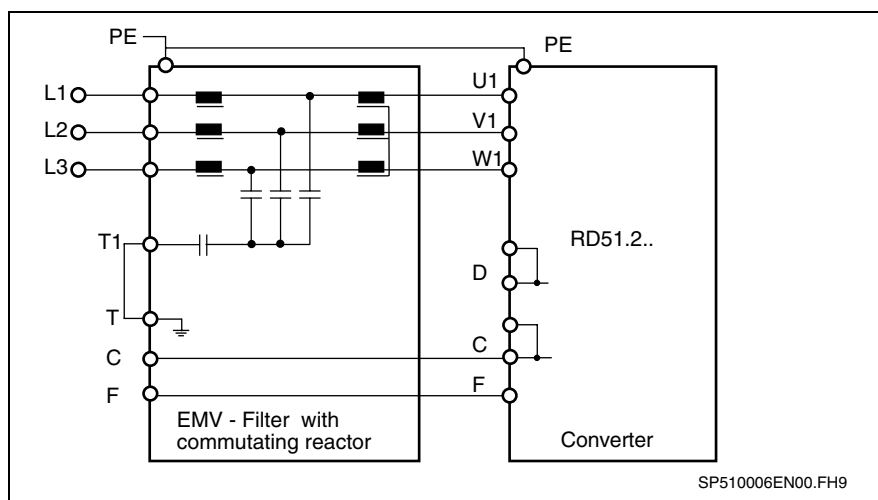 PE
PE
L1
U1
L2
V1
L3
W1
T1
RD51.2..
D
T
C
C
F
F
EMV - Filter with
commutating reactor
Converter
SP510006EN00.FH9